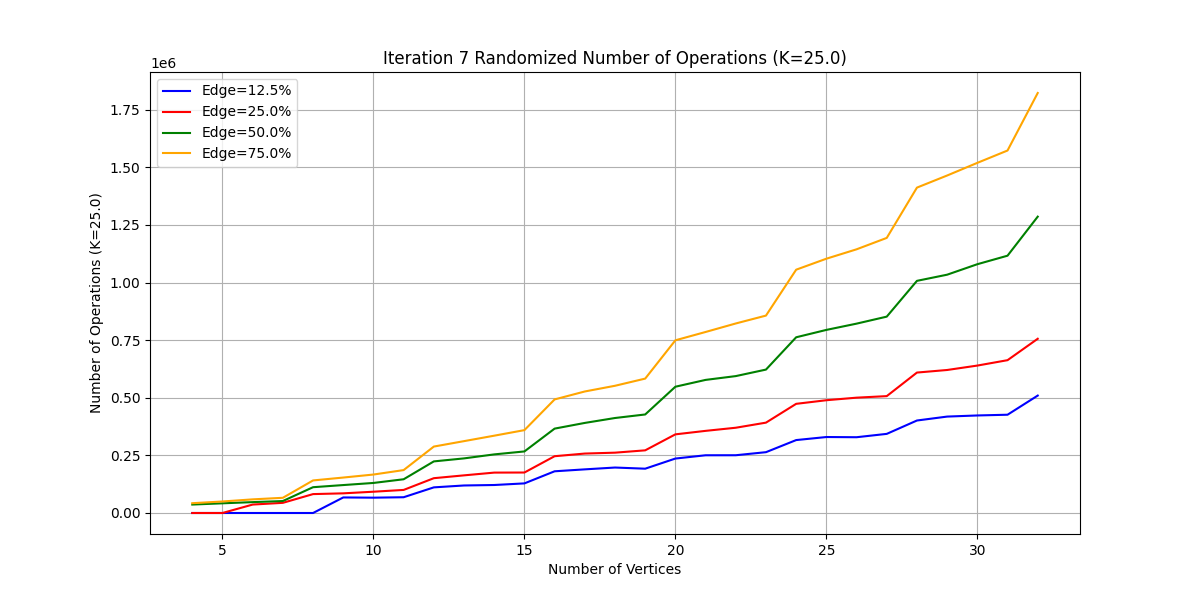 Iteration 7 Randomized Number of Operations (K=25.0)
1e6
Edge=12.5%
Edge=25.0%
Edge=50.0%
Edge=75.0%
1.75
1.50
1.25
1.00
0.75
0.50
0.25
0.00
Number of Operations (K=25.0)
5 10 15 20 25 30
Number of Vertices